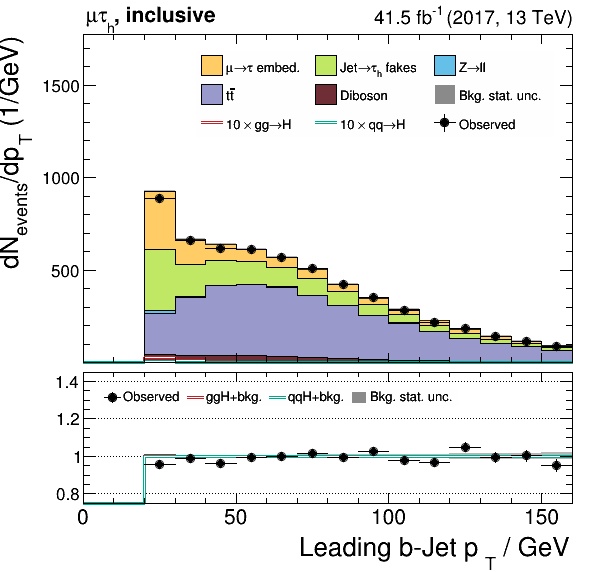 μτh, inclusive
41.5 fb-1 (2017, 13 TeV)
dNevents/dpT (1/GeV)
1500
1000
500
μ→τ embed.
Jet→τh fakes
Z→ll
tt̄
Diboson
Bkg. stat. unc.
10 × gg→H
10 × qq→H
Observed
1.4
1.2
1
0.8
Observed
ggH+bkg.
qqH+bkg.
Bkg. stat. unc.
0
50
100
150
Leading b-Jet pT / GeV